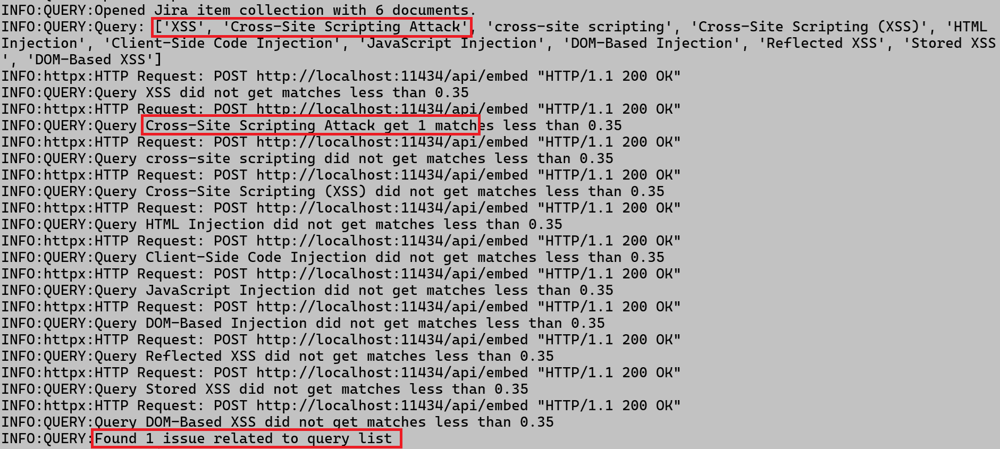 INFO:QUERY:Opened Jira item collection with 6 documents.
INFO:QUERY:Query: ['XSS', 'Cross-Site Scripting Attack', 'cross-site scripting', 'Cross-Site Scripting (XSS)', 'HTML
Injection', 'Client-Side Code Injection', 'JavaScript Injection', 'DOM-Based Injection', 'Reflected XSS', 'Stored XSS
', 'DOM-Based XSS']
INFO:httpx:HTTP Request: POST http://localhost:11434/api/embed "HTTP/1.1 200 OK"
INFO:QUERY:Query XSS did not get matches less than 0.35
INFO:httpx:HTTP Request: POST http://localhost:11434/api/embed "HTTP/1.1 200 OK"
INFO:QUERY:Query Cross-Site Scripting Attack get 1 matches less than 0.35
INFO:httpx:HTTP Request: POST http://localhost:11434/api/embed "HTTP/1.1 200 OK"
INFO:QUERY:Query cross-site scripting did not get matches less than 0.35
INFO:httpx:HTTP Request: POST http://localhost:11434/api/embed "HTTP/1.1 200 OK"
INFO:QUERY:Query Cross-Site Scripting (XSS) did not get matches less than 0.35
INFO:httpx:HTTP Request: POST http://localhost:11434/api/embed "HTTP/1.1 200 OK"
INFO:QUERY:Query HTML Injection did not get matches less than 0.35
INFO:httpx:HTTP Request: POST http://localhost:11434/api/embed "HTTP/1.1 200 OK"
INFO:QUERY:Query Client-Side Code Injection did not get matches less than 0.35
INFO:httpx:HTTP Request: POST http://localhost:11434/api/embed "HTTP/1.1 200 OK"
INFO:QUERY:Query JavaScript Injection did not get matches less than 0.35
INFO:httpx:HTTP Request: POST http://localhost:11434/api/embed "HTTP/1.1 200 OK"
INFO:QUERY:Query DOM-Based Injection did not get matches less than 0.35
INFO:httpx:HTTP Request: POST http://localhost:11434/api/embed "HTTP/1.1 200 OK"
INFO:QUERY:Query Reflected XSS did not get matches less than 0.35
INFO:httpx:HTTP Request: POST http://localhost:11434/api/embed "HTTP/1.1 200 OK"
INFO:QUERY:Query Stored XSS did not get matches less than 0.35
INFO:httpx:HTTP Request: POST http://localhost:11434/api/embed "HTTP/1.1 200 OK"
INFO:QUERY:Query DOM-Based XSS did not get matches less than 0.35
INFO:QUERY:Found 1 issue related to query list